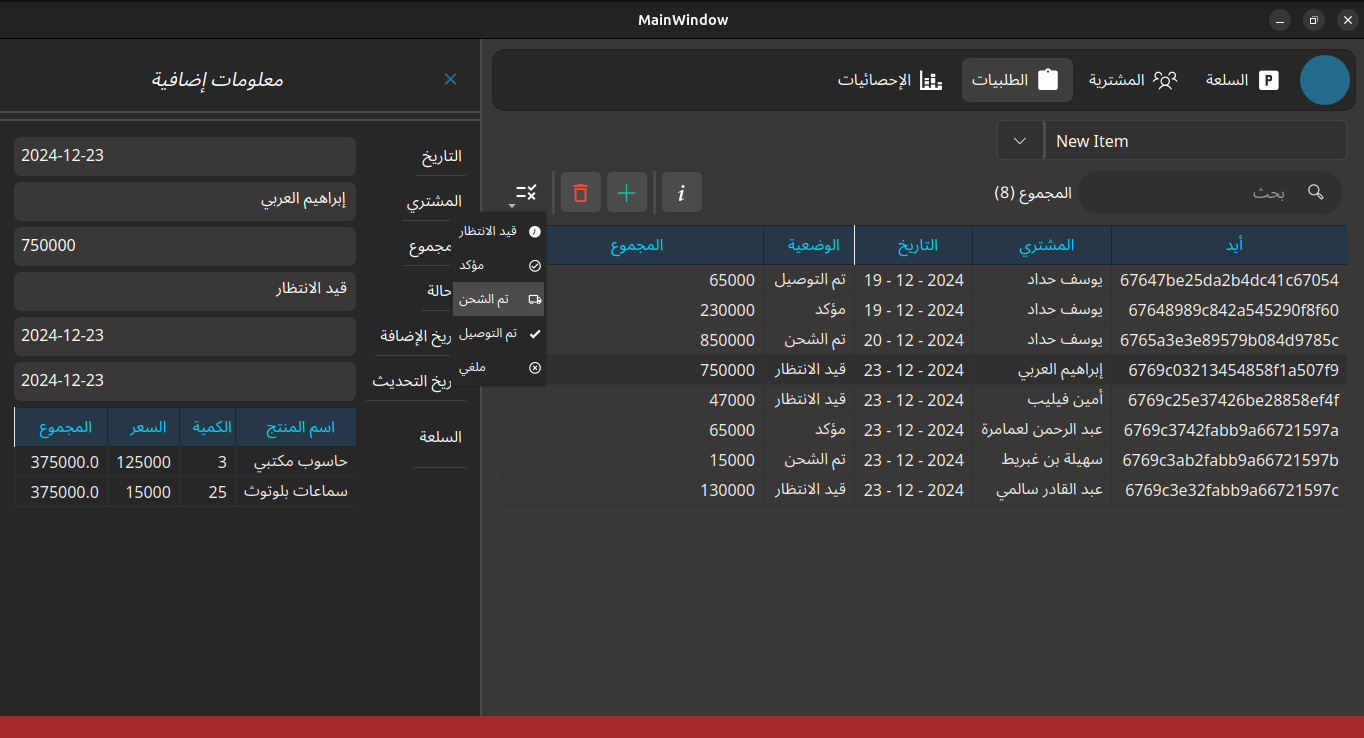 MainWindow
السلعة
المشترية
الطلبيات
الإحصائيات
New Item
بحث
المجموع (8)
i
أيد المشتري التاريخ الوضعية المجموع
67647be25da2b4dc41c67054 يوسف حداد 19 - 12 - 2024 تم التوصيل 65000
67648989c842a545290f8f60 يوسف حداد 19 - 12 - 2024 مؤكد 230000
6765a3e3e89579b084d9785c يوسف حداد 20 - 12 - 2024 تم الشحن 850000
6769c03213454858f1a507f9 إبراهيم العربي 23 - 12 - 2024 قيد الانتظار 750000
6769c25e37426be28858ef4f أمين فيليب 23 - 12 - 2024 قيد الانتظار 47000
6769c3742fabb9a66721597a عبد الرحمن لعمامرة 23 - 12 - 2024 مؤكد 65000
6769c3ab2fabb9a66721597b سهيلة بن غبريط 23 - 12 - 2024 تم الشحن 15000
6769c3e32fabb9a66721597c عبد القادر سالمي 23 - 12 - 2024 قيد الانتظار 130000
قيد الانتظار
مؤكد
تم الشحن
تم التوصيل
ملغي
معلومات إضافية
التاريخ 2024-12-23
المشتري إبراهيم العربي
مجموع 750000
حالة قيد الانتظار
ريخ الإضافة 2024-12-23
ريخ التحديث 2024-12-23
السلعة
اسم المنتج الكمية السعر المجموع
حاسوب مكتبي 3 125000 375000.0
سماعات بلوتوث 25 15000 375000.0